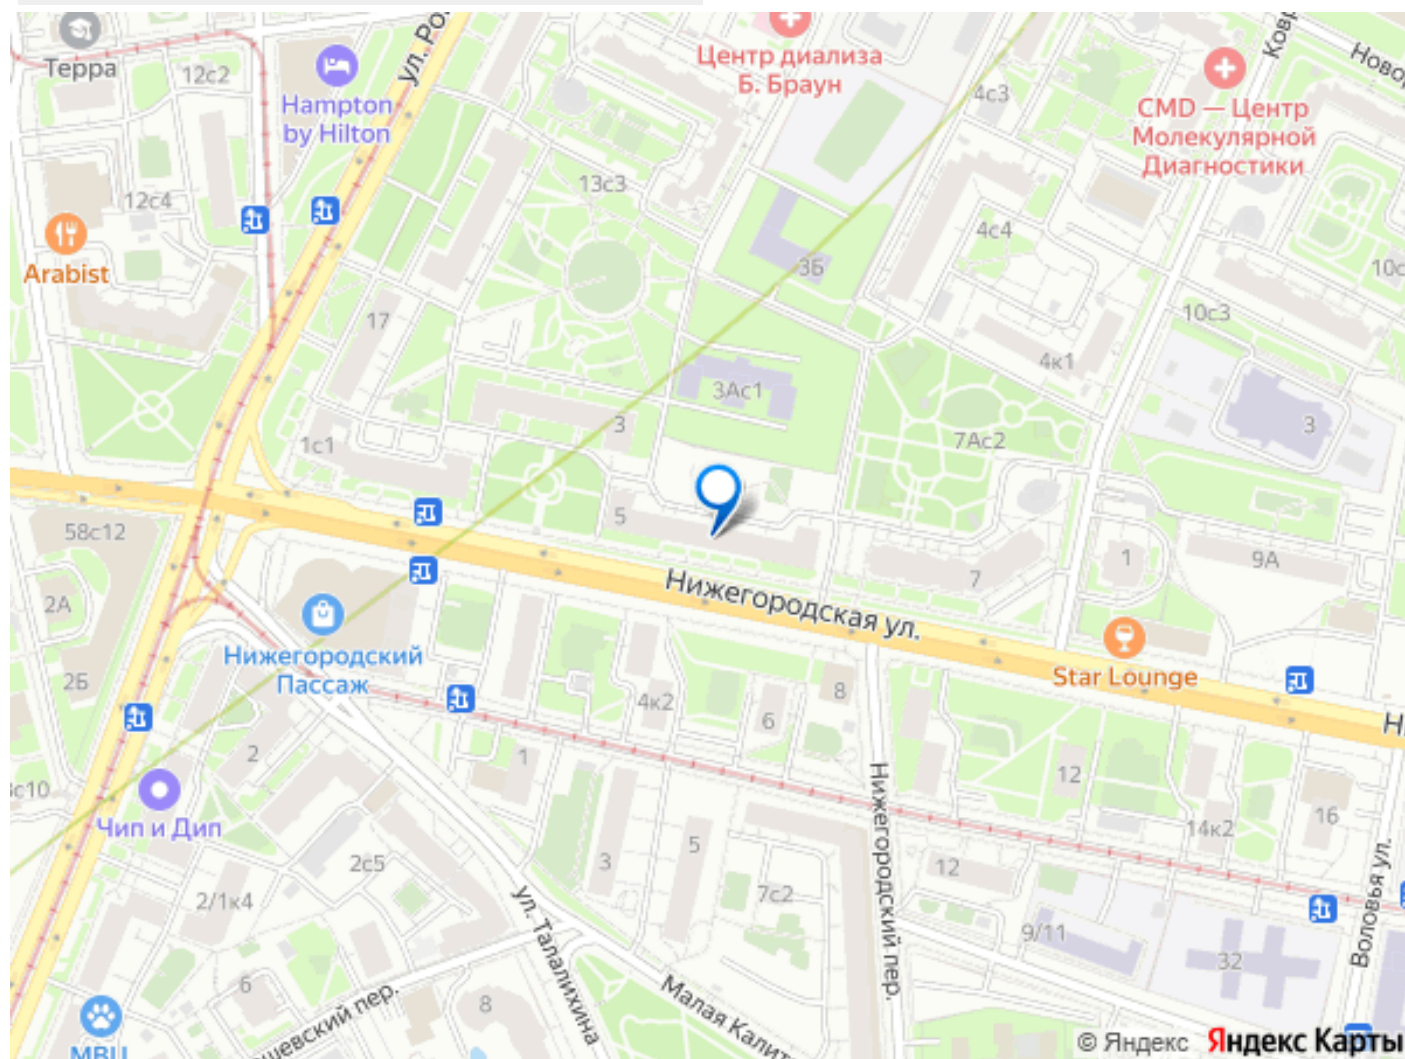 Терра
12с2
Hampton
by Hilton
ул. Ро
Центр диализа
Б. Браун
4с3
CMD — Центр
Молекулярной
Диагностики
Ковр
Новор
12с4
13с3
Arabist
3Б
4с4
10с
17
10с3
3Ас1
4к1
1с1
3
7Ас2
3
58с12
5
7
1
9А
2А
Нижегородская ул.
Нижегородский
Пассаж
2Б
4к2
8
6
Star Lounge
Н
2
1
12
с10
Чип и Дип
2с5
3
5
Нижегородский пер.
12
14к2
16
2/1к4
ул. Талалихина
7с2
9/11
32
Воловья ул.
6
8
шевский пер.
Малая Калит
МВЦ
© Яндекс Яндекс Карты